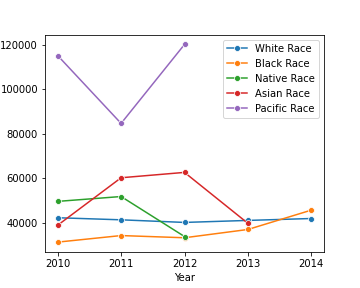 120000
100000
80000
60000
40000
White Race
Black Race
Native Race
Asian Race
Pacific Race
2010 2011 2012 2013 2014
Year